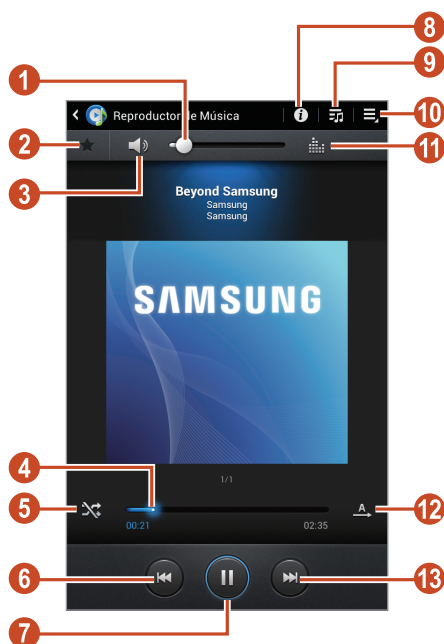 8
9
1
10
Reproductor de Música
2
11
3
Beyond Samsung
Samsung
Samsung
SAMSUNG
4
1/1
5
A
12
00:21
02:35
6
13
7